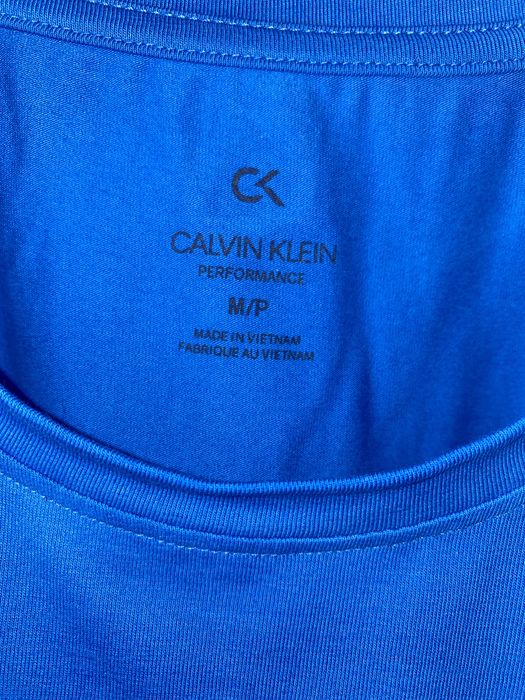 CK
CALVIN KLEIN
PERFORMANCE
M/P
MADE IN VIETNAM
FABRIQUE AU VIETNAM